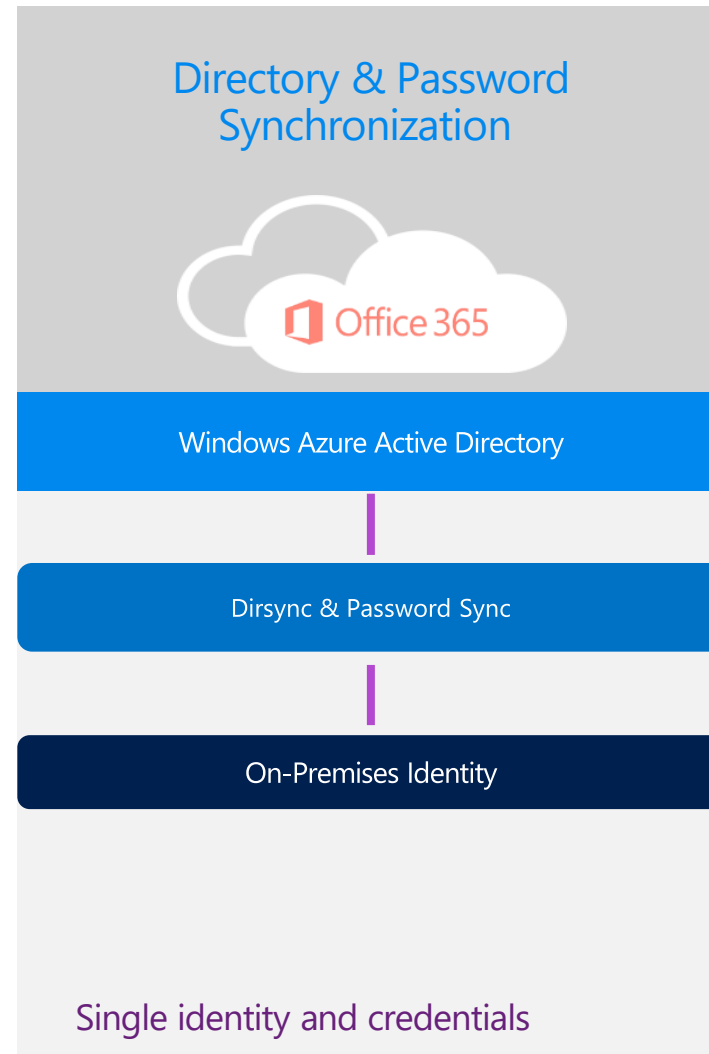 Directory & Password
Synchronization
Office 365
Windows Azure Active Directory
Dirsync & Password Sync
On-Premises Identity
Single identity and credentials